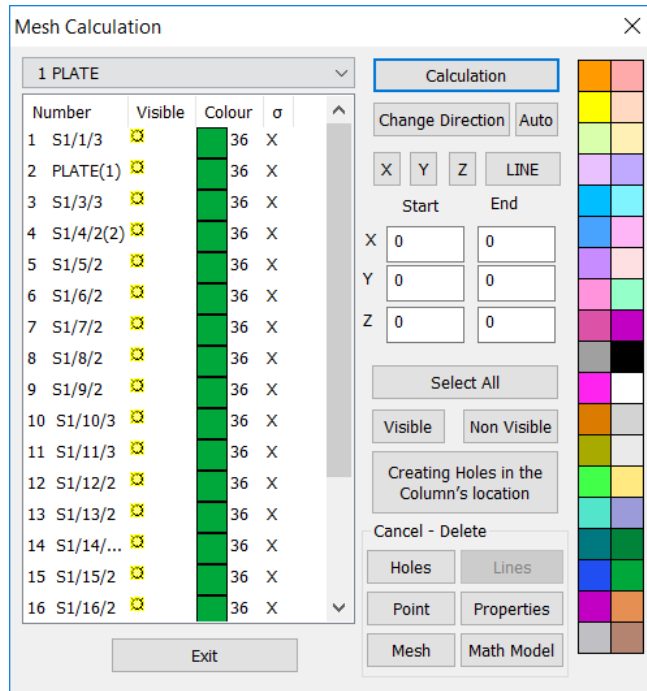 Mesh Calculation
1 PLATE
Number Visible Colour σ
1 S1/1/3 36 X
2 PLATE(1) 36 X
3 S1/3/3 36 X
4 S1/4/2(2) 36 X
5 S1/5/2 36 X
6 S1/6/2 36 X
7 S1/7/2 36 X
8 S1/8/2 36 X
9 S1/9/2 36 X
10 S1/10/3 36 X
11 S1/11/3 36 X
12 S1/12/2 36 X
13 S1/13/2 36 X
14 S1/14/... 36 X
15 S1/15/2 36 X
16 S1/16/2 36 X
Exit
Calculation
Change Direction Auto
X Y Z LINE
Start End
X 0 0
Y 0 0
Z 0 0
Select All
Visible Non Visible
Creating Holes in the
Column's location
Cancel - Delete
Holes Lines
Point Properties
Mesh Math Model